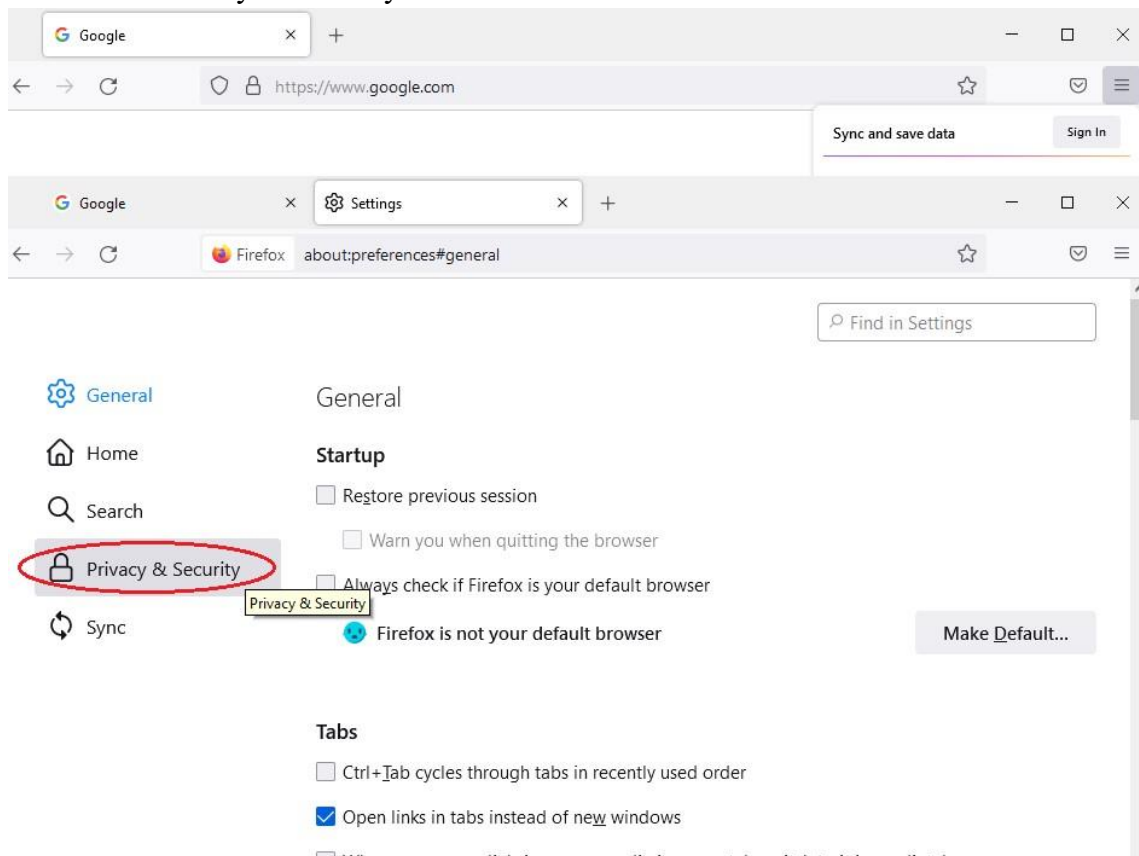 Google
https://www.google.com
Sync and save data
Sign In
Google
Settings
Firefox about:preferences#general
Find in Settings
General
Home
Search
Privacy & Security
Privacy & Security
Sync
General
Startup
Restore previous session
Warn you when quitting the browser
Always check if Firefox is your default browser
Firefox is not your default browser
Make Default...
Tabs
Ctrl+Tab cycles through tabs in recently used order
Open links in tabs instead of new windows